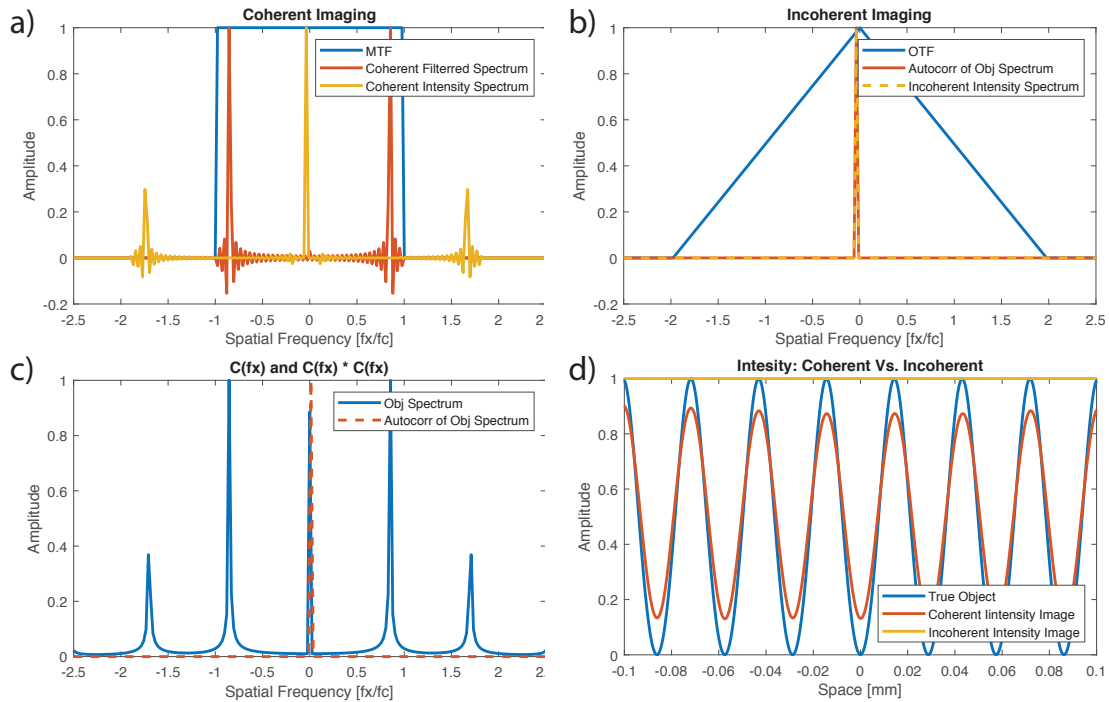 a)
Coherent Imaging
MTF
Coherent Filterred Spectrum
Coherent Intensity Spectrum
1
0.8
0.6
0.4
0.2
0
-0.2
Amplitude
-2.5 -2 -1.5 -1 -0.5 0 0.5 1 1.5 2 2.5
Spatial Frequency [fx/fc]
b)
Incoherent Imaging
OTF
Autocorr of Obj Spectrum
Incoherent Intensity Spectrum
1
0.8
0.6
0.4
0.2
0
-0.2
Amplitude
-2.5 -2 -1.5 -1 -0.5 0 0.5 1 1.5 2 2.5
Spatial Frequency [fx/fc]
c)
C(fx) and C(fx) * C(fx)
Obj Spectrum
Autocorr of Obj Spectrum
1
0.8
0.6
0.4
0.2
0
Amplitude
-2.5 -2 -1.5 -1 -0.5 0 0.5 1 1.5 2 2.5
Spatial Frequency [fx/fc]
d)
Intesity: Coherent Vs. Incoherent
1
0.8
0.6
0.4
0.2
0
Amplitude
True Object
Coherent Iintensity Image
Incoherent Intensity Image
-0.1 -0.08 -0.06 -0.04 -0.02 0 0.02 0.04 0.06 0.08 0.1
Space [mm]